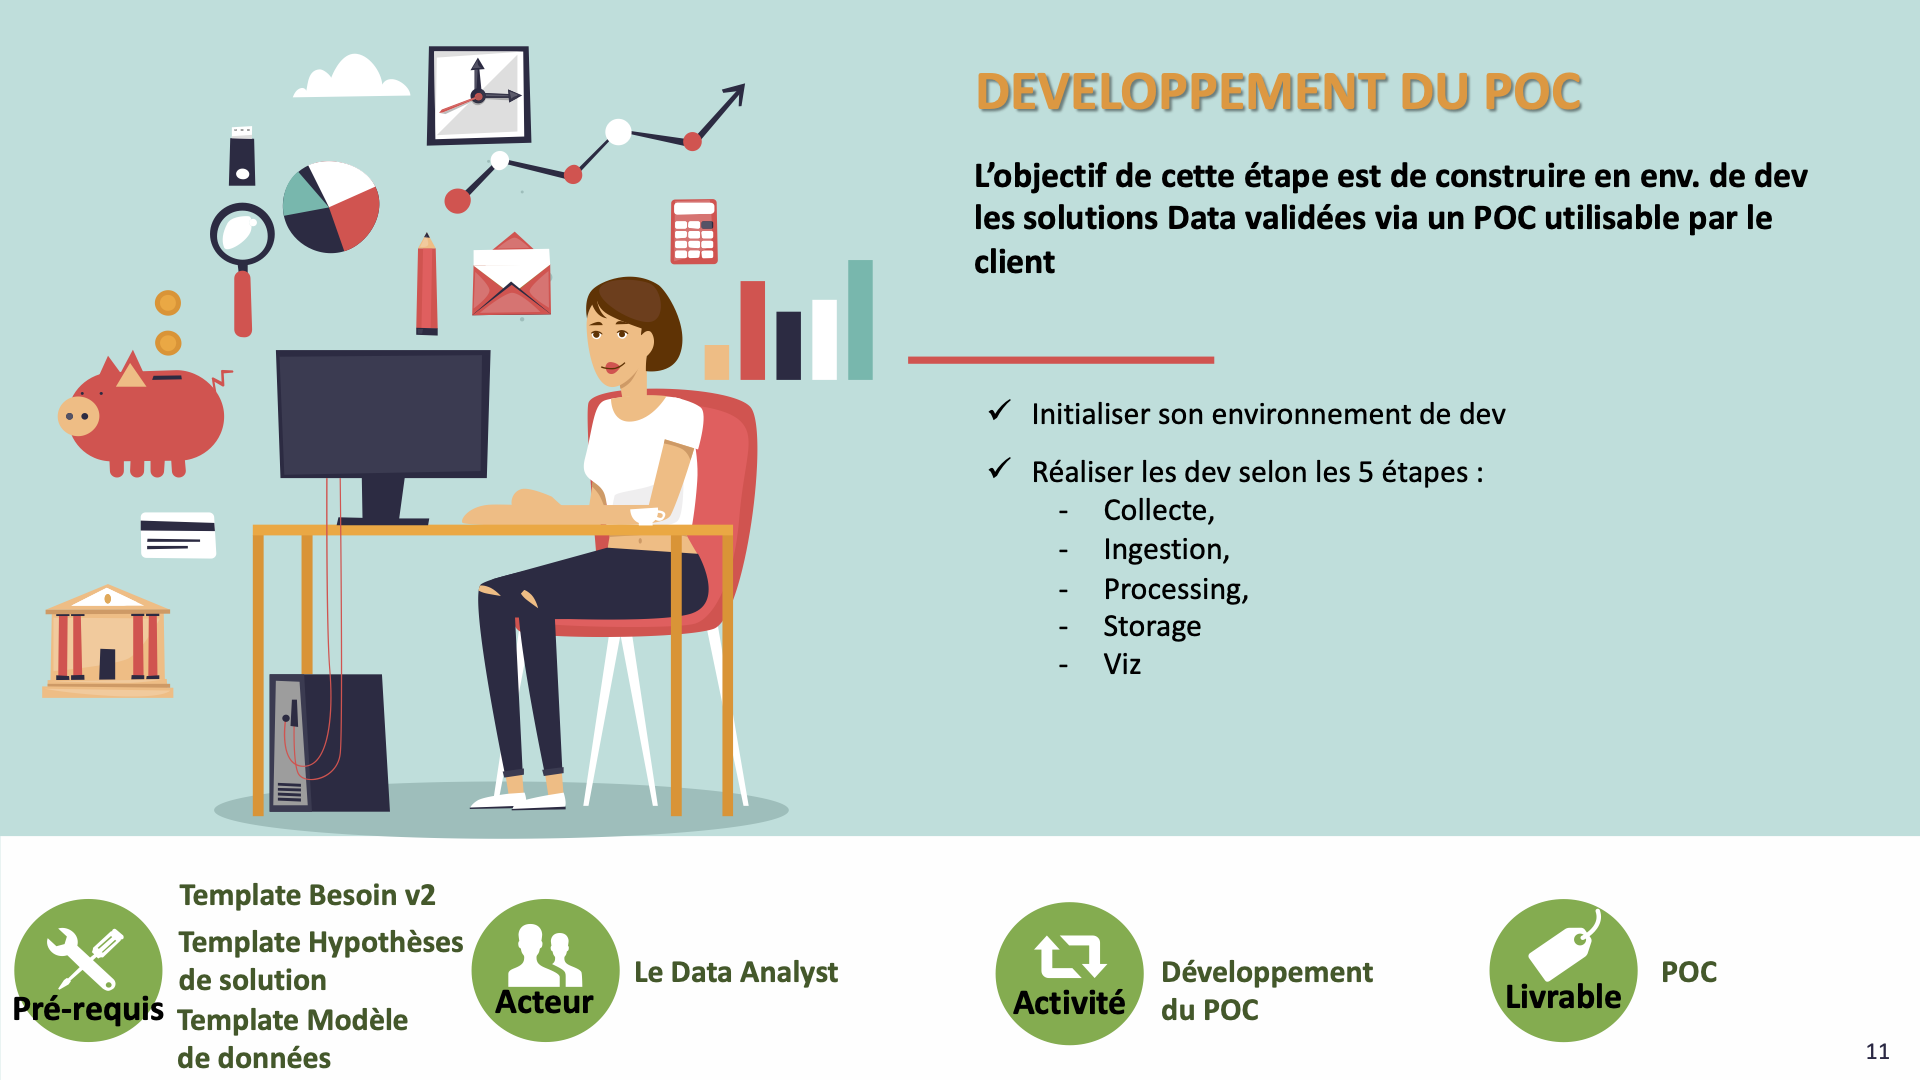 DEVELOPPEMENT DU POC
L’objectif de cette étape est de construire en env. de dev
les solutions Data validées via un POC utilisable par le
client
✓ Initialiser son environnement de dev
✓ Réaliser les dev selon les 5 étapes :
- Collecte,
- Ingestion,
- Processing,
- Storage
- Viz
Pré-requis
Template Besoin v2
Template Hypothèses
de solution
Template Modèle
de données
Acteur
Le Data Analyst
Activité
Développement
du POC
Livrable
POC
11